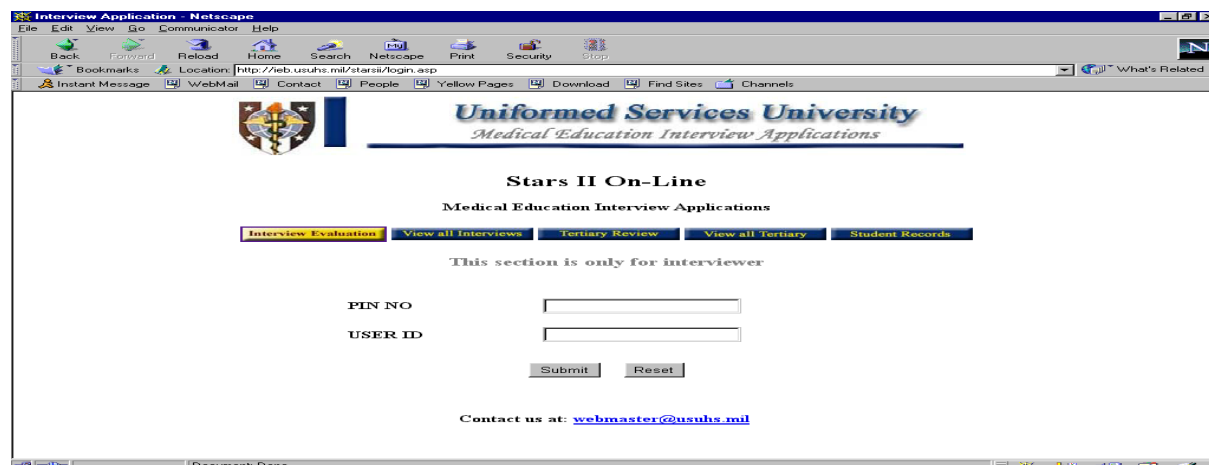 Interview Application - Netscape
File Edit View Go Communicator Help
Back Forward Reload Home Search Netscape Print Security Stop
Bookmarks Location: http://ieb.usuhs.mil/starsii/login.asp What's Related
Instant Message WebMail Contact People Yellow Pages Download Find Sites Channels
Uniformed Services University
Medical Education Interview Applications
Stars II On-Line
Medical Education Interview Applications
Interview Evaluation View all Interviews Tertiary Review View all Tertiary Student Records
This section is only for interviewer
PIN NO
USER ID
Submit Reset
Contact us at: webmaster@usuhs.mil